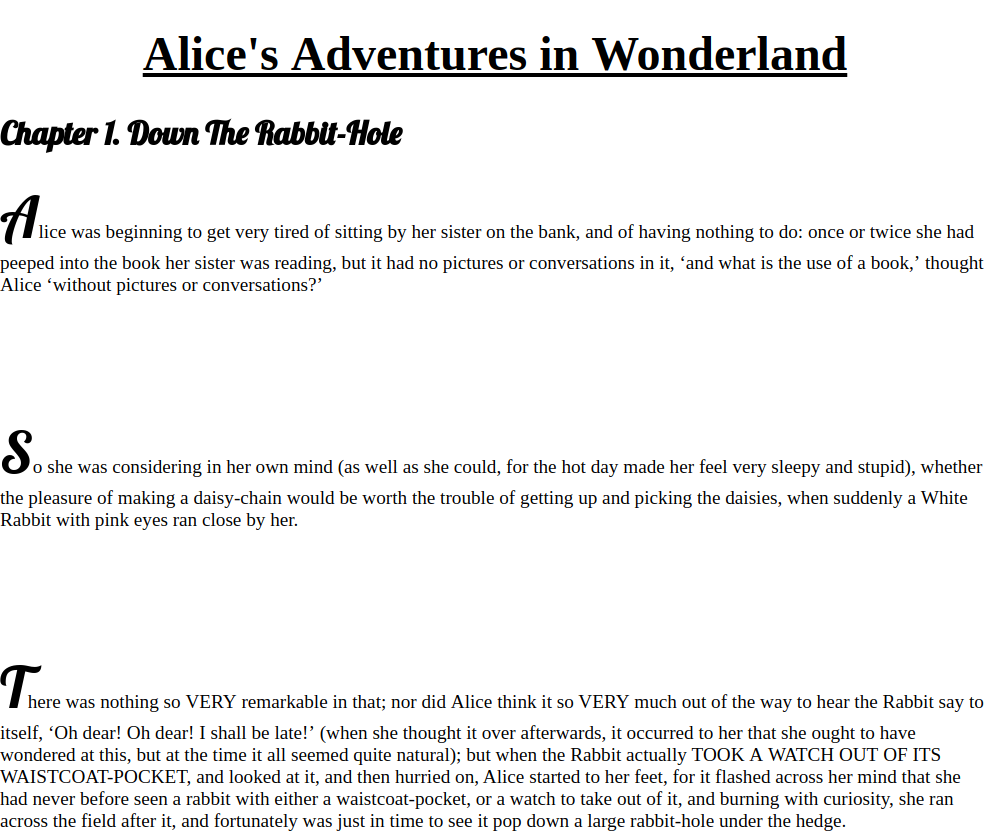 Alice's Adventures in Wonderland
Chapter 1. Down The Rabbit-Hole
Alice was beginning to get very tired of sitting by her sister on the bank, and of having nothing to do: once or twice she had
peeped into the book her sister was reading, but it had no pictures or conversations in it, ‘and what is the use of a book,’ thought
Alice ‘without pictures or conversations?’
So she was considering in her own mind (as well as she could, for the hot day made her feel very sleepy and stupid), whether
the pleasure of making a daisy-chain would be worth the trouble of getting up and picking the daisies, when suddenly a White
Rabbit with pink eyes ran close by her.
There was nothing so VERY remarkable in that; nor did Alice think it so VERY much out of the way to hear the Rabbit say to
itself, ‘Oh dear! Oh dear! I shall be late!’ (when she thought it over afterwards, it occurred to her that she ought to have
wondered at this, but at the time it all seemed quite natural); but when the Rabbit actually TOOK A WATCH OUT OF ITS
WAISTCOAT-POCKET, and looked at it, and then hurried on, Alice started to her feet, for it flashed across her mind that she
had never before seen a rabbit with either a waistcoat-pocket, or a watch to take out of it, and burning with curiosity, she ran
across the field after it, and fortunately was just in time to see it pop down a large rabbit-hole under the hedge.